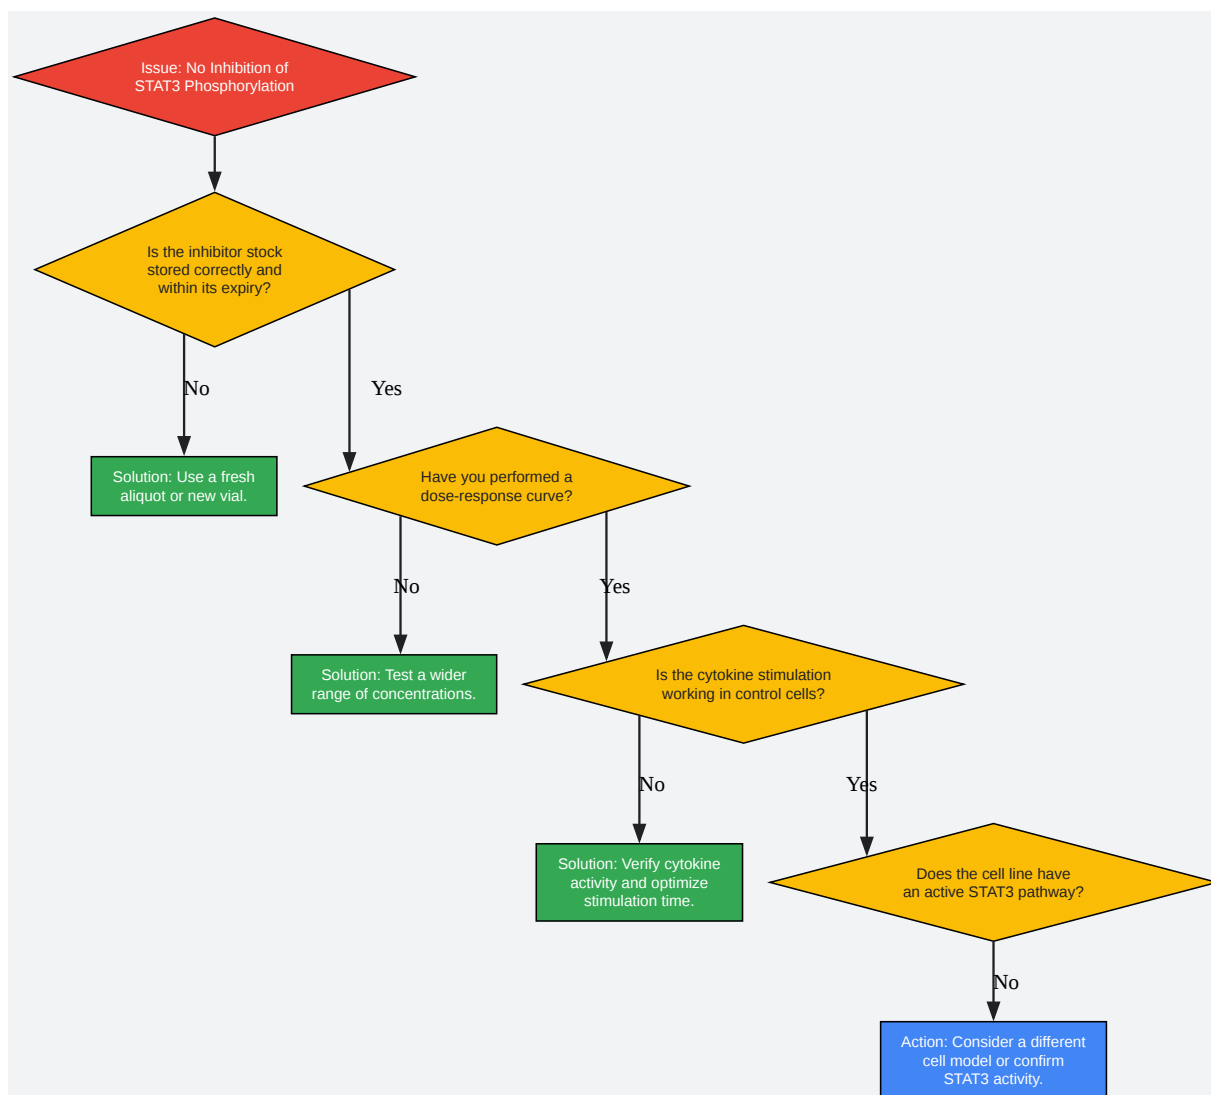 Issue: No Inhibition of
STAT3 Phosphorylation
Is the inhibitor stock
stored correctly and
within its expiry?
No
Yes
Solution: Use a fresh
aliquot or new vial.
Have you performed a
dose-response curve?
No
Yes
Solution: Test a wider
range of concentrations.
Is the cytokine stimulation
working in control cells?
No
Yes
Solution: Verify cytokine
activity and optimize
stimulation time.
Does the cell line have
an active STAT3 pathway?
No
Action: Consider a different
cell model or confirm
STAT3 activity.